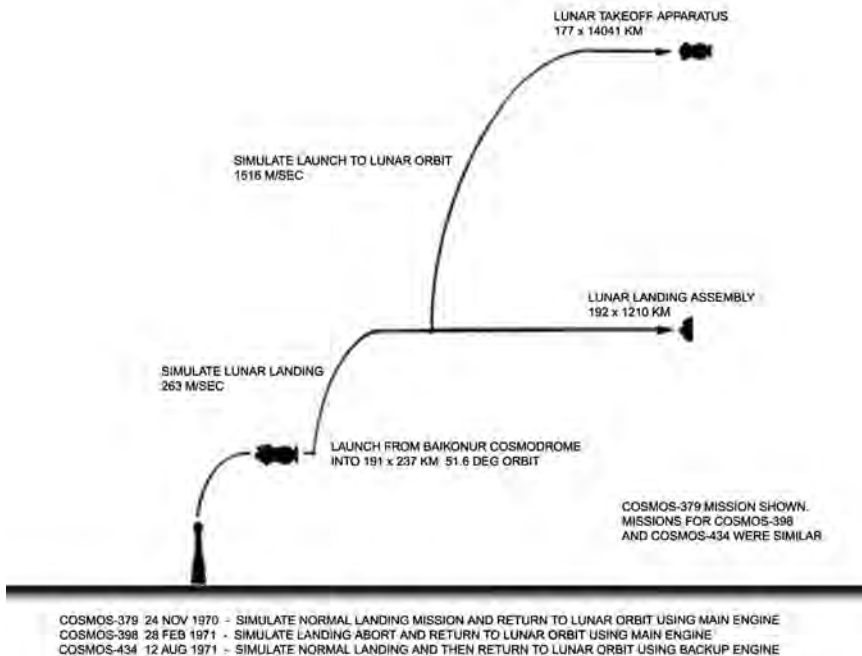 LUNAR TAKEOFF APPARATUS
177 x 14041 KM
SIMULATE LAUNCH TO LUNAR ORBIT
1516 M/SEC
LUNAR LANDING ASSEMBLY
192 x 1210 KM
SIMULATE LUNAR LANDING
263 M/SEC
LAUNCH FROM BAIKONUR COSMODROME
INTO 191 x 237 KM 51.6 DEG ORBIT
COSMOS-379 MISSION SHOWN.
MISSIONS FOR COSMOS-398
AND COSMOS-434 WERE SIMILAR
COSMOS-379 24 NOV 1970 - SIMULATE NORMAL LANDING MISSION AND RETURN TO LUNAR ORBIT USING MAIN ENGINE
COSMOS-398 28 FEB 1971 - SIMULATE LANDING ABORT AND RETURN TO LUNAR ORBIT USING MAIN ENGINE
COSMOS-434 12 AUG 1971 - SIMULATE NORMAL LANDING AND THEN RETURN TO LUNAR ORBIT USING BACKUP ENGINE